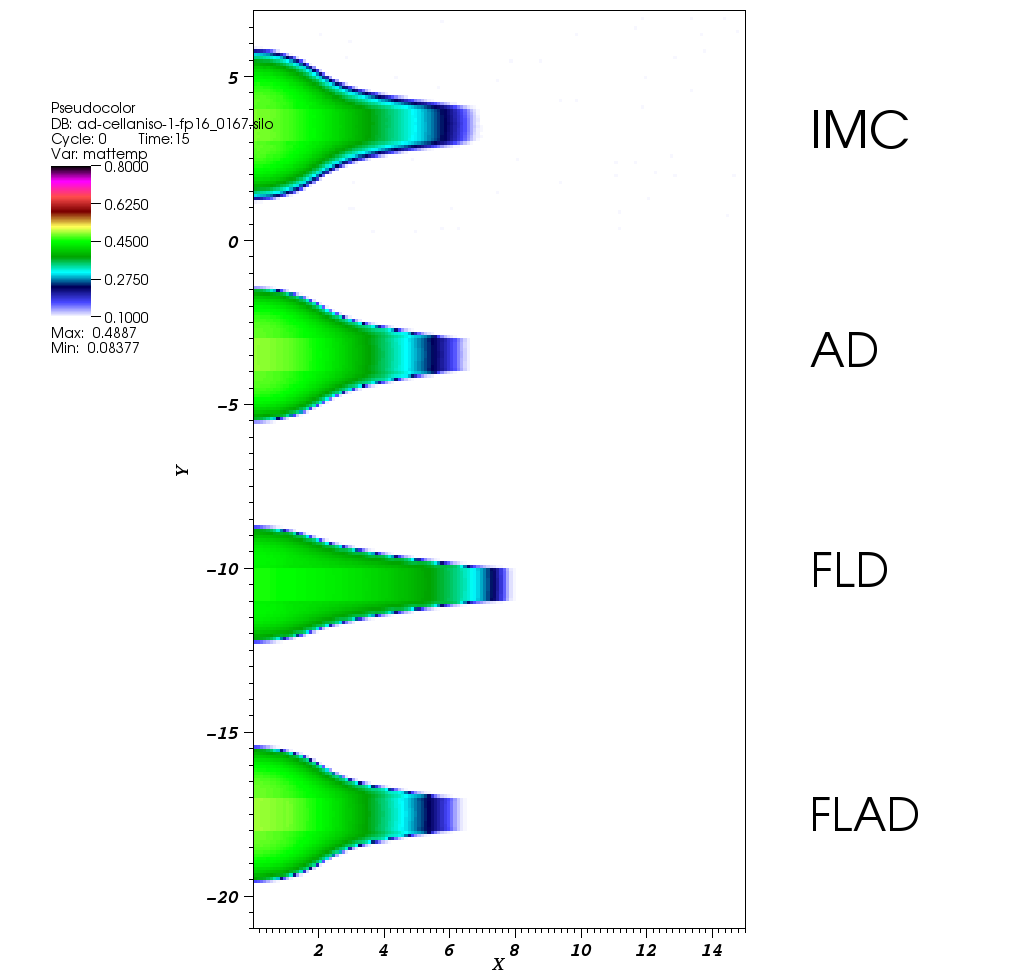 Pseudocolor
DB: ad-cellaniso-1-fp16_0167.silo
Cycle: 0 Time:15
Var: mattemp
0.8000
0.6250
0.4500
0.2750
0.1000
Max: 0.4887
Min: 0.08377
5
0
-5
-10
-15
-20
Y
2 4 6 8 10 12 14
X
IMC
AD
FLD
FLAD